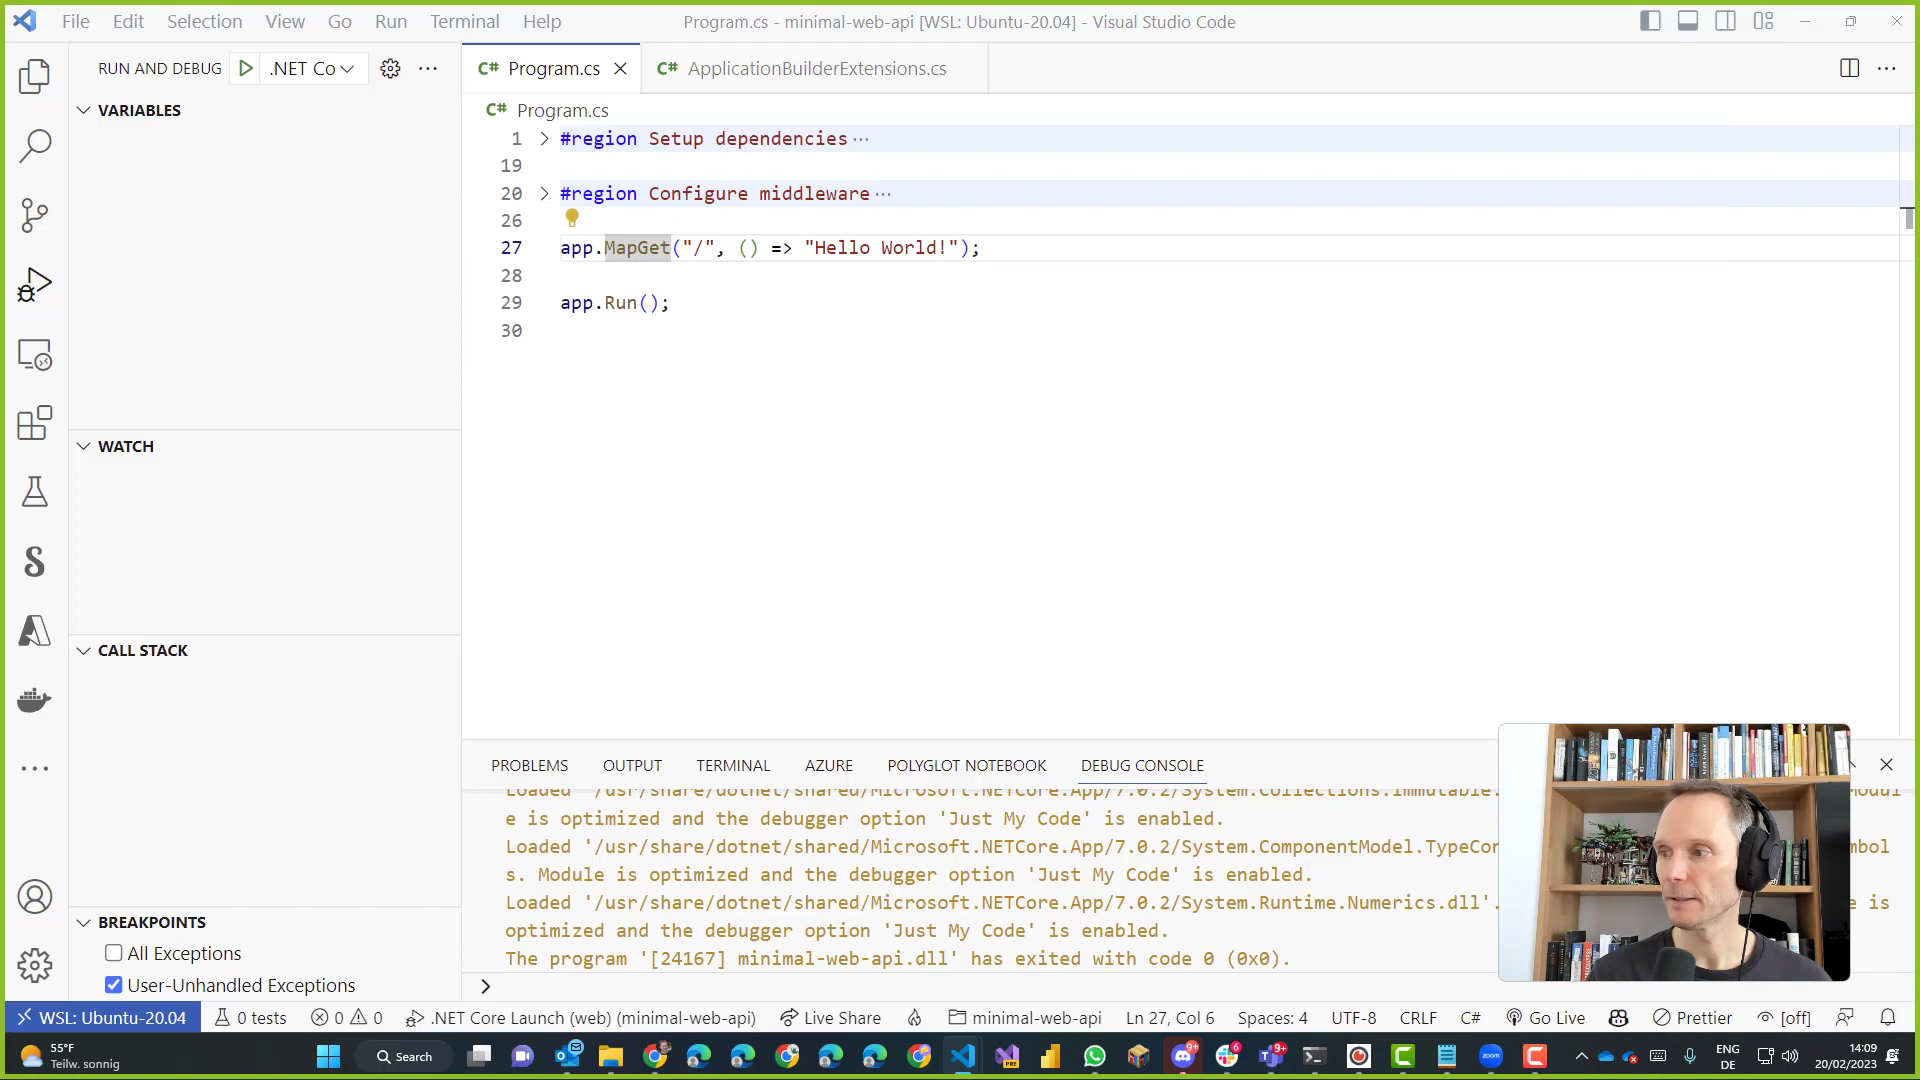 File Edit Selection View Go Run Terminal Help
Program.cs - minimal-web-api [WSL: Ubuntu-20.04] - Visual Studio Code
RUN AND DEBUG .NET Co
VARIABLES
WATCH
CALL STACK
BREAKPOINTS
All Exceptions
User-Unhandled Exceptions
C# Program.cs C# ApplicationBuilderExtensions.cs
C# Program.cs
1 #region Setup dependencies ···
19
20 #region Configure middleware ···
26
27 app.MapGet("/", () => "Hello World!");
28
29 app.Run();
30
PROBLEMS OUTPUT TERMINAL AZURE POLYGLOT NOTEBOOK DEBUG CONSOLE
Loaded '/usr/share/dotnet/shared/Microsoft.NETCore.App/7.0.2/System.Collections.Immutable.
e is optimized and the debugger option 'Just My Code' is enabled.
Loaded '/usr/share/dotnet/shared/Microsoft.NETCore.App/7.0.2/System.ComponentModel.TypeCon mbol
s. Module is optimized and the debugger option 'Just My Code' is enabled.
Loaded '/usr/share/dotnet/shared/Microsoft.NETCore.App/7.0.2/System.Runtime.Numerics.dll'. e is
optimized and the debugger option 'Just My Code' is enabled.
The program '[24167] minimal-web-api.dll' has exited with code 0 (0x0).
WSL: Ubuntu-20.04 0 tests 0 0 .NET Core Launch (web) (minimal-web-api) Live Share minimal-web-api Ln 27, Col 6 Spaces: 4 UTF-8 CRLF C# Go Live Prettier [off]
55°F
Teilw. sonnig
Search
ENG
DE
14:09
20/02/2023